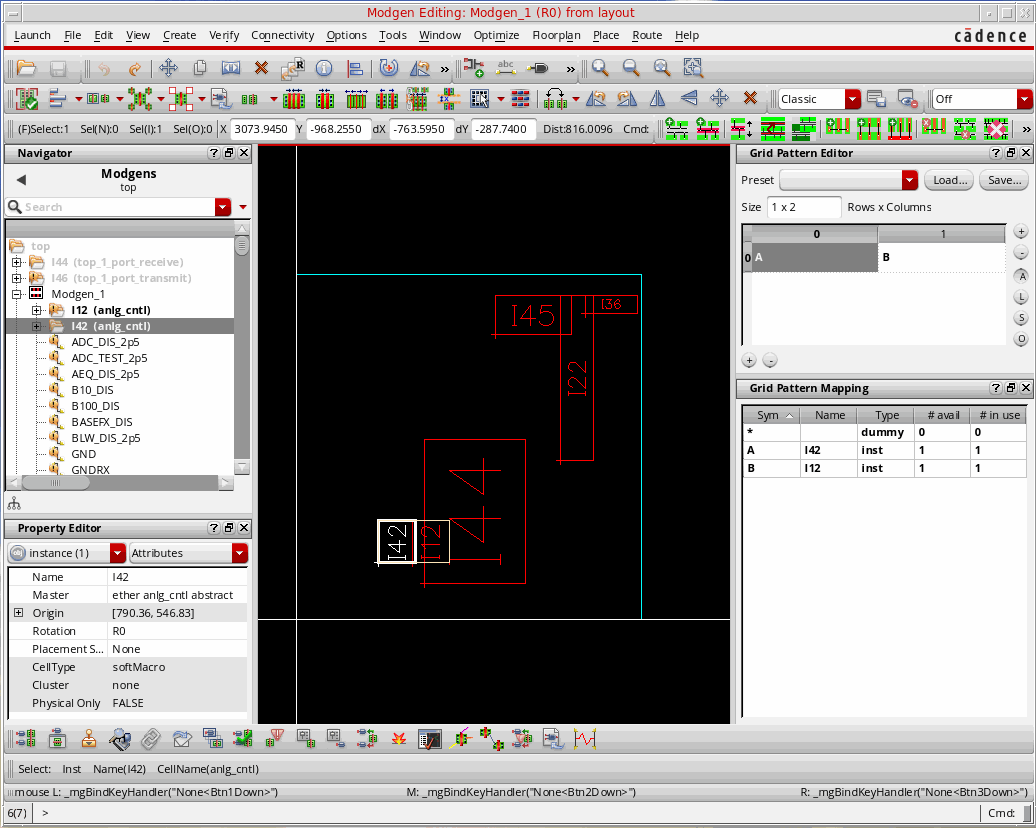 Modgen Editing: Modgen_1 (R0) from layout
Launch File Edit View Create Verify Connectivity Options Tools Window Optimize Floorplan Place Route Help cādence
abc
Classic Off
(F)Select:1 Sel(N):0 Sel(I):1 Sel(O):0 X 3073.9450 Y -968.2550 dX -763.5950 dY -287.7400 Dist:816.0096 Cmd:
Navigator
Modgens
top
Search
top
I44 (top_1_port_receive)
I46 (top_1_port_transmit)
Modgen_1
I12 (anlg_cntl)
I42 (anlg_cntl)
ADC_DIS_2p5
ADC_TEST_2p5
AEQ_DIS_2p5
B10_DIS
B100_DIS
BASEFX_DIS
BLW_DIS_2p5
GND
GNDRX
Property Editor
instance (1) Attributes
Name I42
Master ether anlg_cntl abstract
Origin [790.36, 546.83]
Rotation R0
Placement S... None
CellType softMacro
Cluster none
Physical Only FALSE
I45
I36
I22
I44
I42
I12
Grid Pattern Editor
Preset Load... Save...
Size 1 x 2 Rows x Columns
0 1
0 A B
A
L
S
O
Grid Pattern Mapping
Sym Name Type # avail # in use
* dummy 0 0
A I42 inst 1 1
B I12 inst 1 1
Select: Inst Name(I42) CellName(anlg_cntl)
mouse L: _mgBindKeyHandler("None<Btn1Down>") M: _mgBindKeyHandler("None<Btn2Down>") R: _mgBindKeyHandler("None<Btn3Down>")
6(7) > Cmd: